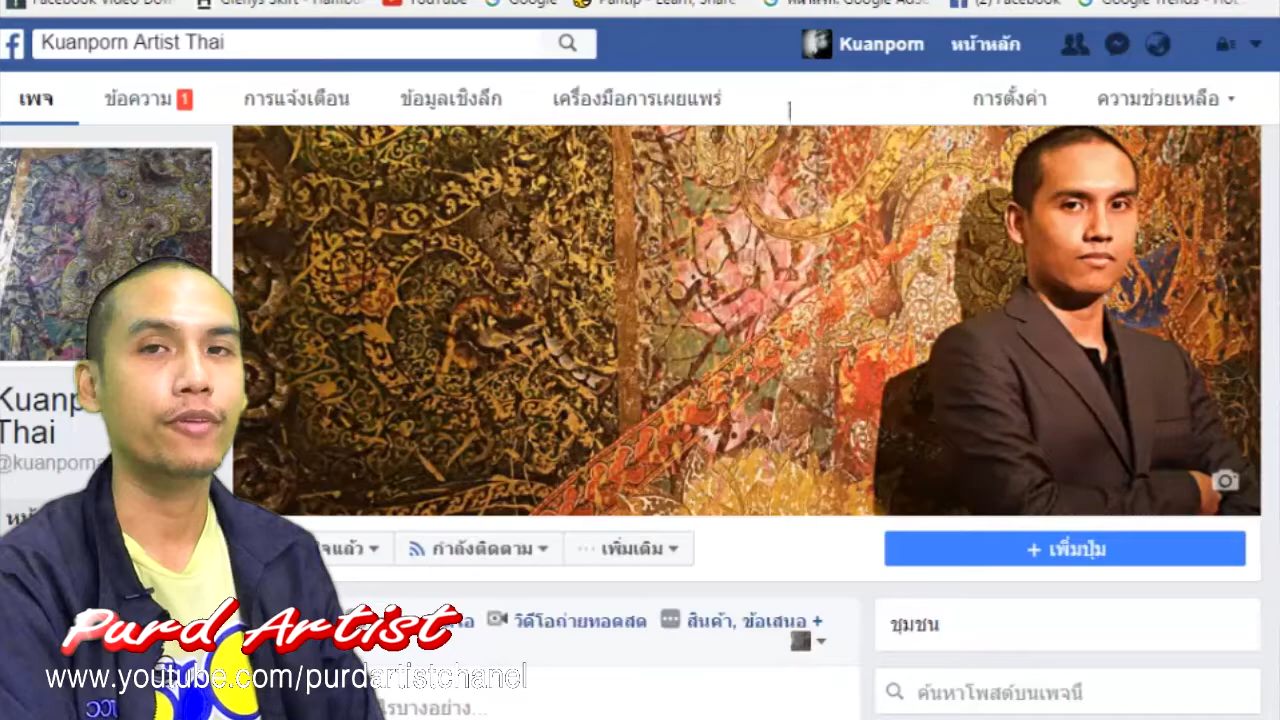 YouTube
Google
Pantip - Learn, Share
(2) Facebook
Kuanporn Artist Thai
Kuanporn
หน้าหลัก
เพจ
ข้อความ 1
การแจ้งเตือน
ข้อมูลเชิงลึก
เครื่องมือการเผยแพร่
การตั้งค่า
ความช่วยเหลือ
Thai
กำลังติดตาม
เพิ่มเติม
+ เพิ่มปุ่ม
วิดีโอถ่ายทอดสด
สินค้า, ข้อเสนอ +
ชุมชน
ค้นหาโพสต์บนเพจนี้
Purd Artist
www.youtube.com/purdartistchanel